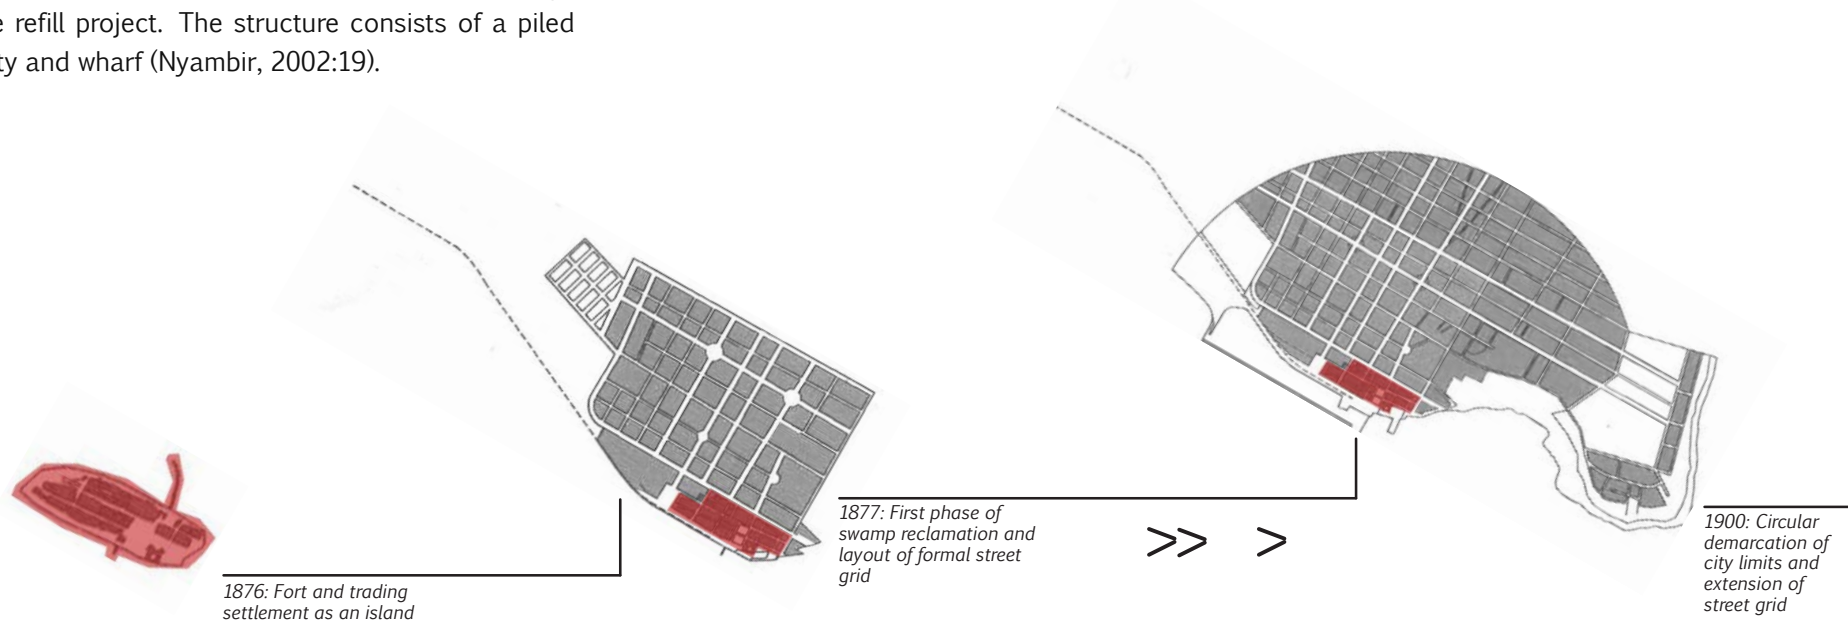 refill project. The structure consists of a piled
and wharf (Nyambir, 2002:19).
1876: Fort and trading
settlement as an island
1877: First phase of
swamp reclamation and
layout of formal street
grid
>> >
1900: Circular
demarcation of
city limits and
extension of
street grid